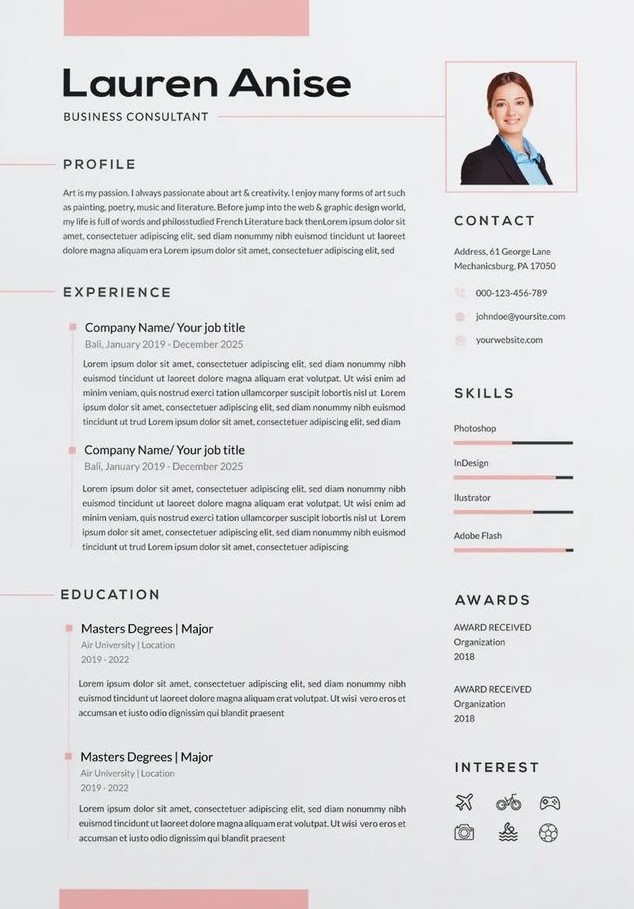 Lauren Anise
BUSINESS CONSULTANT
PROFILE
Art is my passion. I always passionate about art & creativity. I enjoy many forms of art such
as painting, poetry, music and literature. Before jump into the web & graphic design world,
my life is full of words and philosstudied French Literature back thenLorem ipsum dolor sit
amet, consectetuer adipiscing elit, sed diam nonummy nibh euismod tincidunt ut laoreet
dolore magna aliquam era Lorem ipsum dolor sit amet, consectetuer adipiscing elit, sed
EXPERIENCE
Company Name/ Your job title
Bali, January 2019 - December 2025
Lorem ipsum dolor sit amet, consectetuer adipiscing elit, sed diam nonummy nibh
euismod tincidunt ut laoreet dolore magna aliquam erat volutpat. Ut wisi enim ad
minim veniam, quis nostrud exerci tation ullamcorper suscipit lobortis nisl ut Lorem
ipsum dolor sit amet, consectetuer adipiscing elit, sed diam nonummy nibh euismod
tincidunt ut trud Lorem ipsum dolor sit amet, consectetuer adipiscing elit, sed diam
Company Name/ Your job title
Bali, January 2019 - December 2025
Lorem ipsum dolor sit amet, consectetuer adipiscing elit, sed diam nonummy nibh
euismod tincidunt ut laoreet dolore magna aliquam erat volutpat. Ut wisi enim ad
minim veniam, quis nostrud exerci tation ullamcorper suscipit lobortis nisl ut Lorem
ipsum dolor sit amet, consectetuer adipiscing elit, sed diam nonummy nibh euismod
tincidunt ut trud Lorem ipsum dolor sit amet, consectetuer adipiscing
EDUCATION
Masters Degrees | Major
Air University | Location
2019 - 2022
Lorem ipsum dolor sit amet, consectetuer adipiscing elit, sed diam nonummy nibh
euismod tincidunt ut laoreet dolore magna aliquam erat volutpat. Ut wisi vero eros et
accumsan et iusto odio dignissim qui blandit praesent
Masters Degrees | Major
Air University | Location
2019 - 2022
Lorem ipsum dolor sit amet, consectetuer adipiscing elit, sed diam nonummy nibh
euismod tincidunt ut laoreet dolore magna aliquam erat volutpat. Ut wisi vero eros et
accumsan et iusto odio dignissim qui blandit praesent
CONTACT
Address, 61 George Lane
Mechanicsburg, PA 17050
000-123-456-789
johndoe@yoursite.com
yourwebsite.com
SKILLS
Photoshop
InDesign
Ilustrator
Adobe Flash
AWARDS
AWARD RECEIVED
Organization
2018
AWARD RECEIVED
Organization
2018
INTEREST